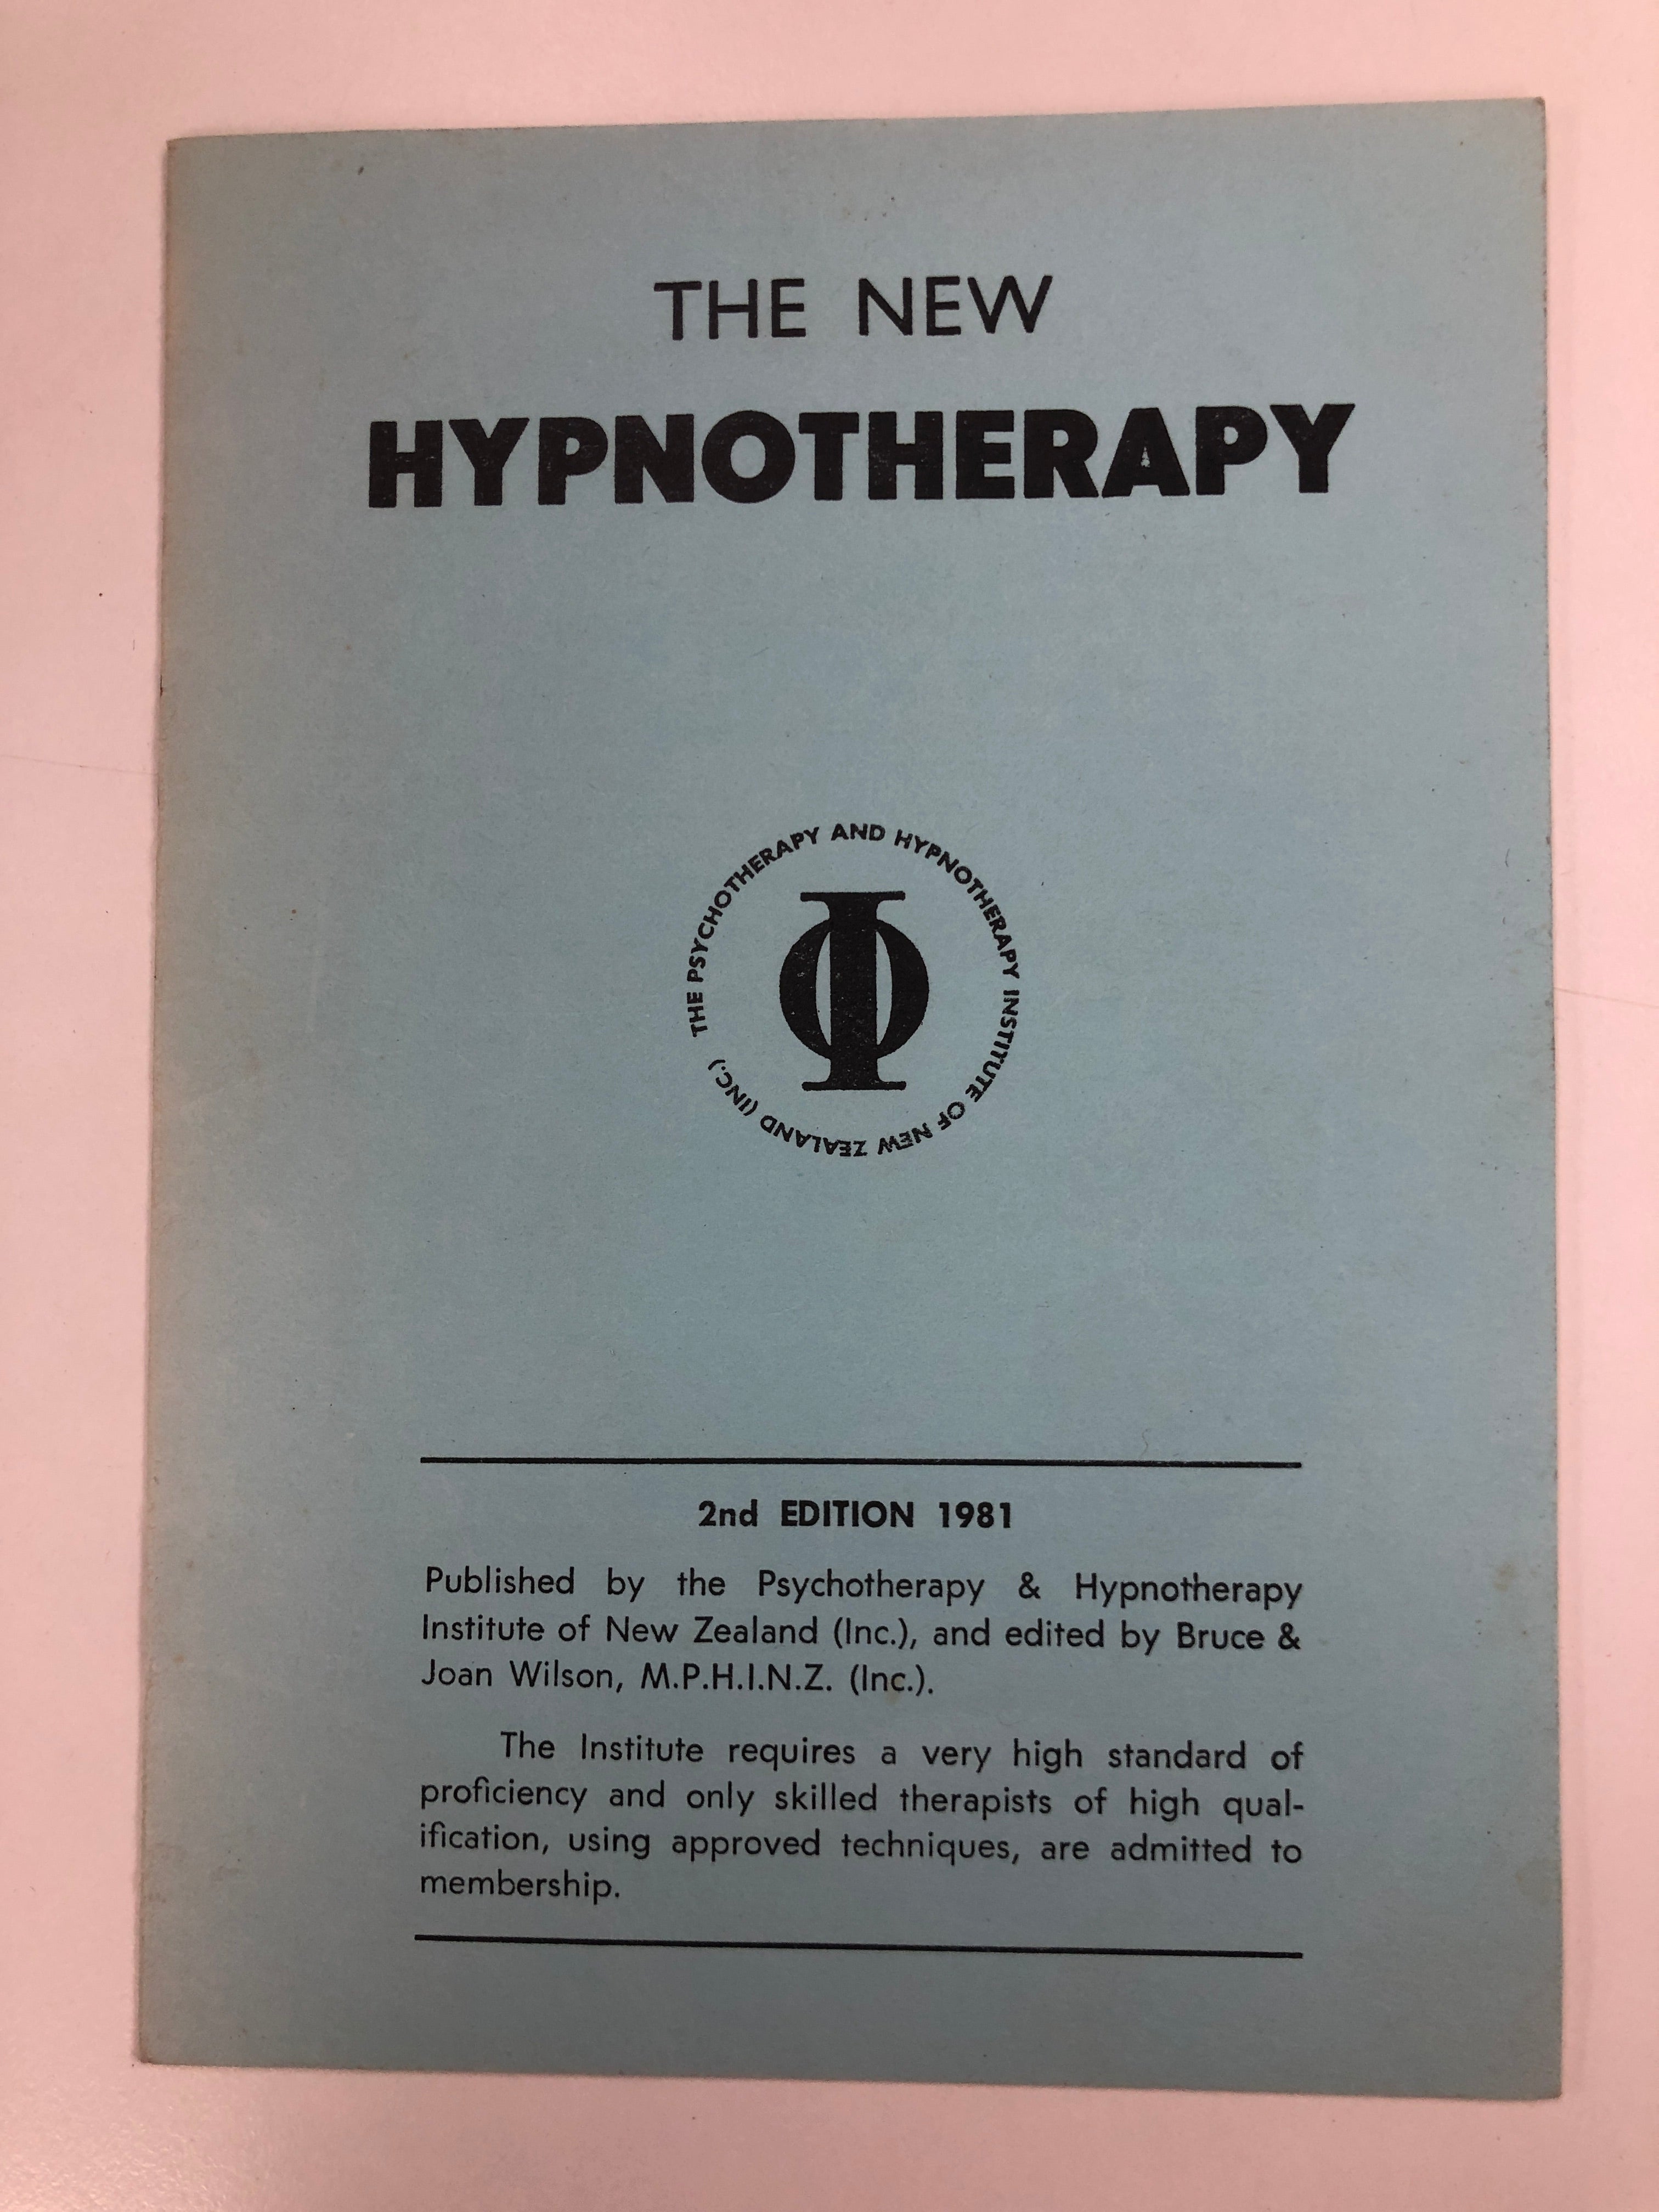 THE NEW
HYPNOTHERAPY
THE PSYCHOTHERAPY AND HYPNOTHERAPY INSTITUTE OF NEW ZEALAND (INC.)
Φ
2nd EDITION 1981
Published by the Psychotherapy & Hypnotherapy
Institute of New Zealand (Inc.), and edited by Bruce &
Joan Wilson, M.P.H.I.N.Z. (Inc.).
The Institute requires a very high standard of
proficiency and only skilled therapists of high qual-
ification, using approved techniques, are admitted to
membership.